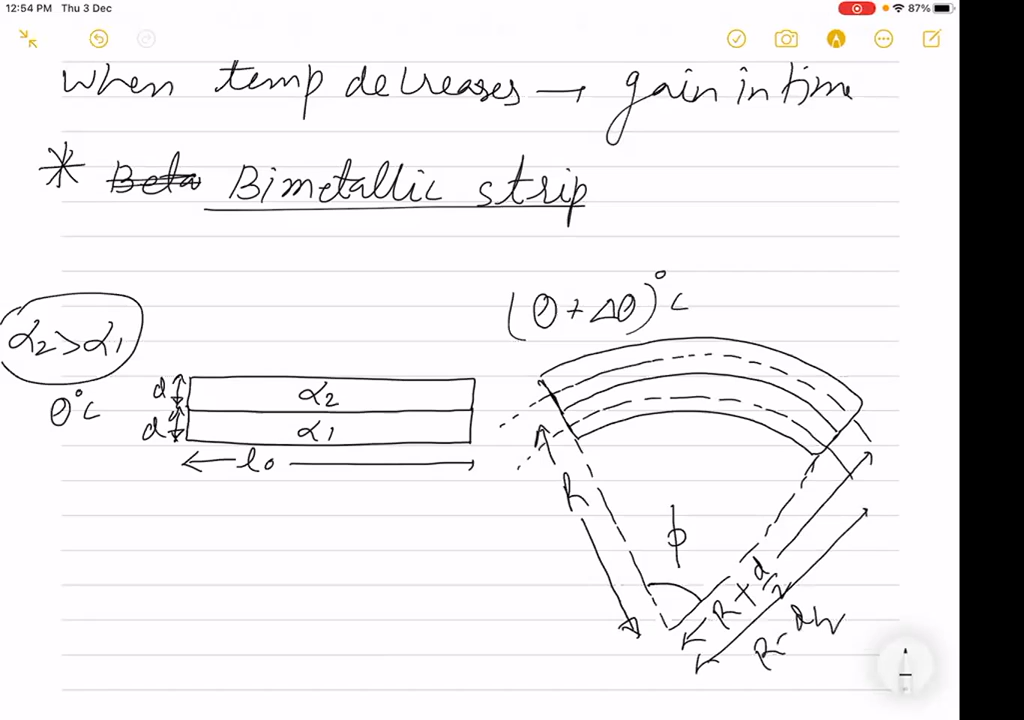 12:54 PM Thu 3 Dec
87%
When temp decreases → gain in time
* Beta Bimetallic strip
(θ + Δθ)°C
α2 > α1
θ°C
d α2
d α1
l0
R
ϕ
R + d/2
R - d/2